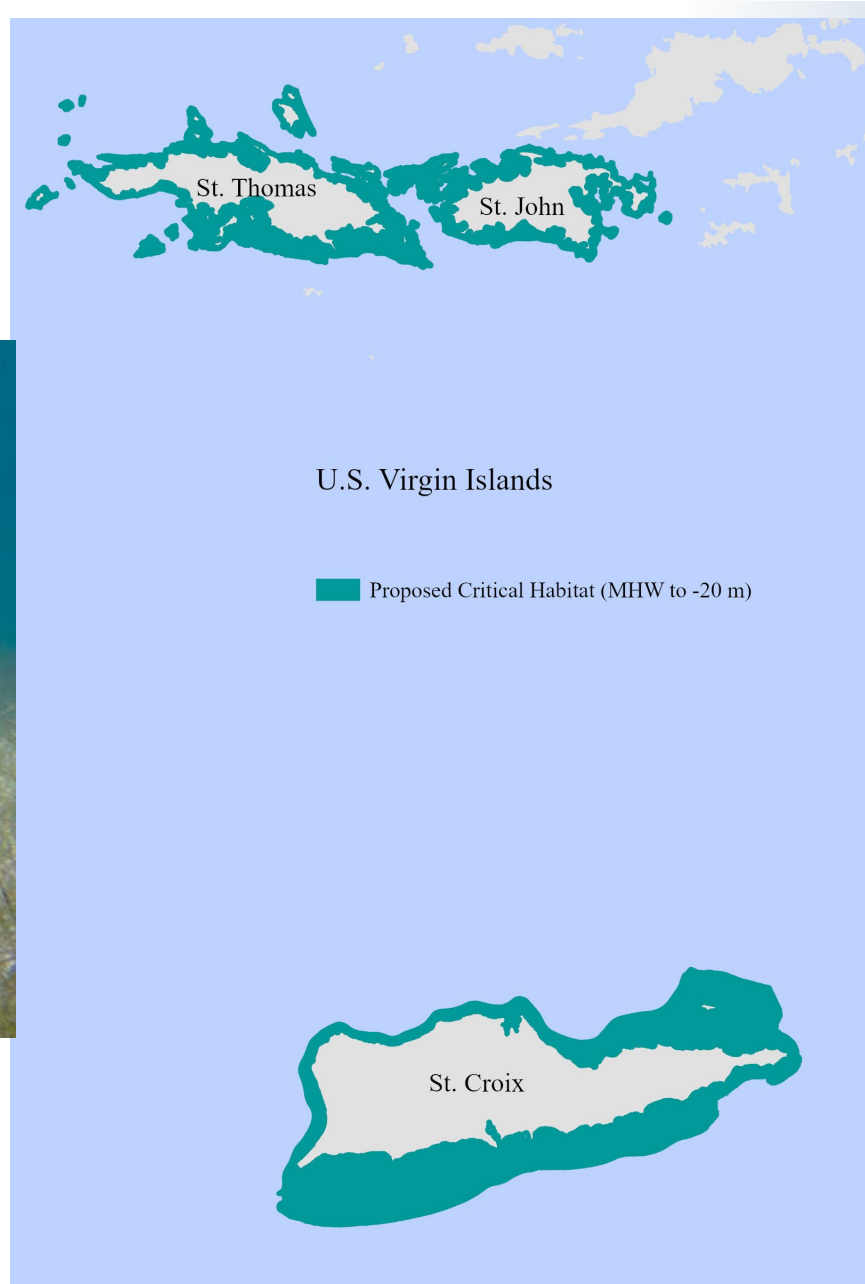 St. Thomas
St. John
U.S. Virgin Islands
Proposed Critical Habitat (MHW to -20 m)
St. Croix